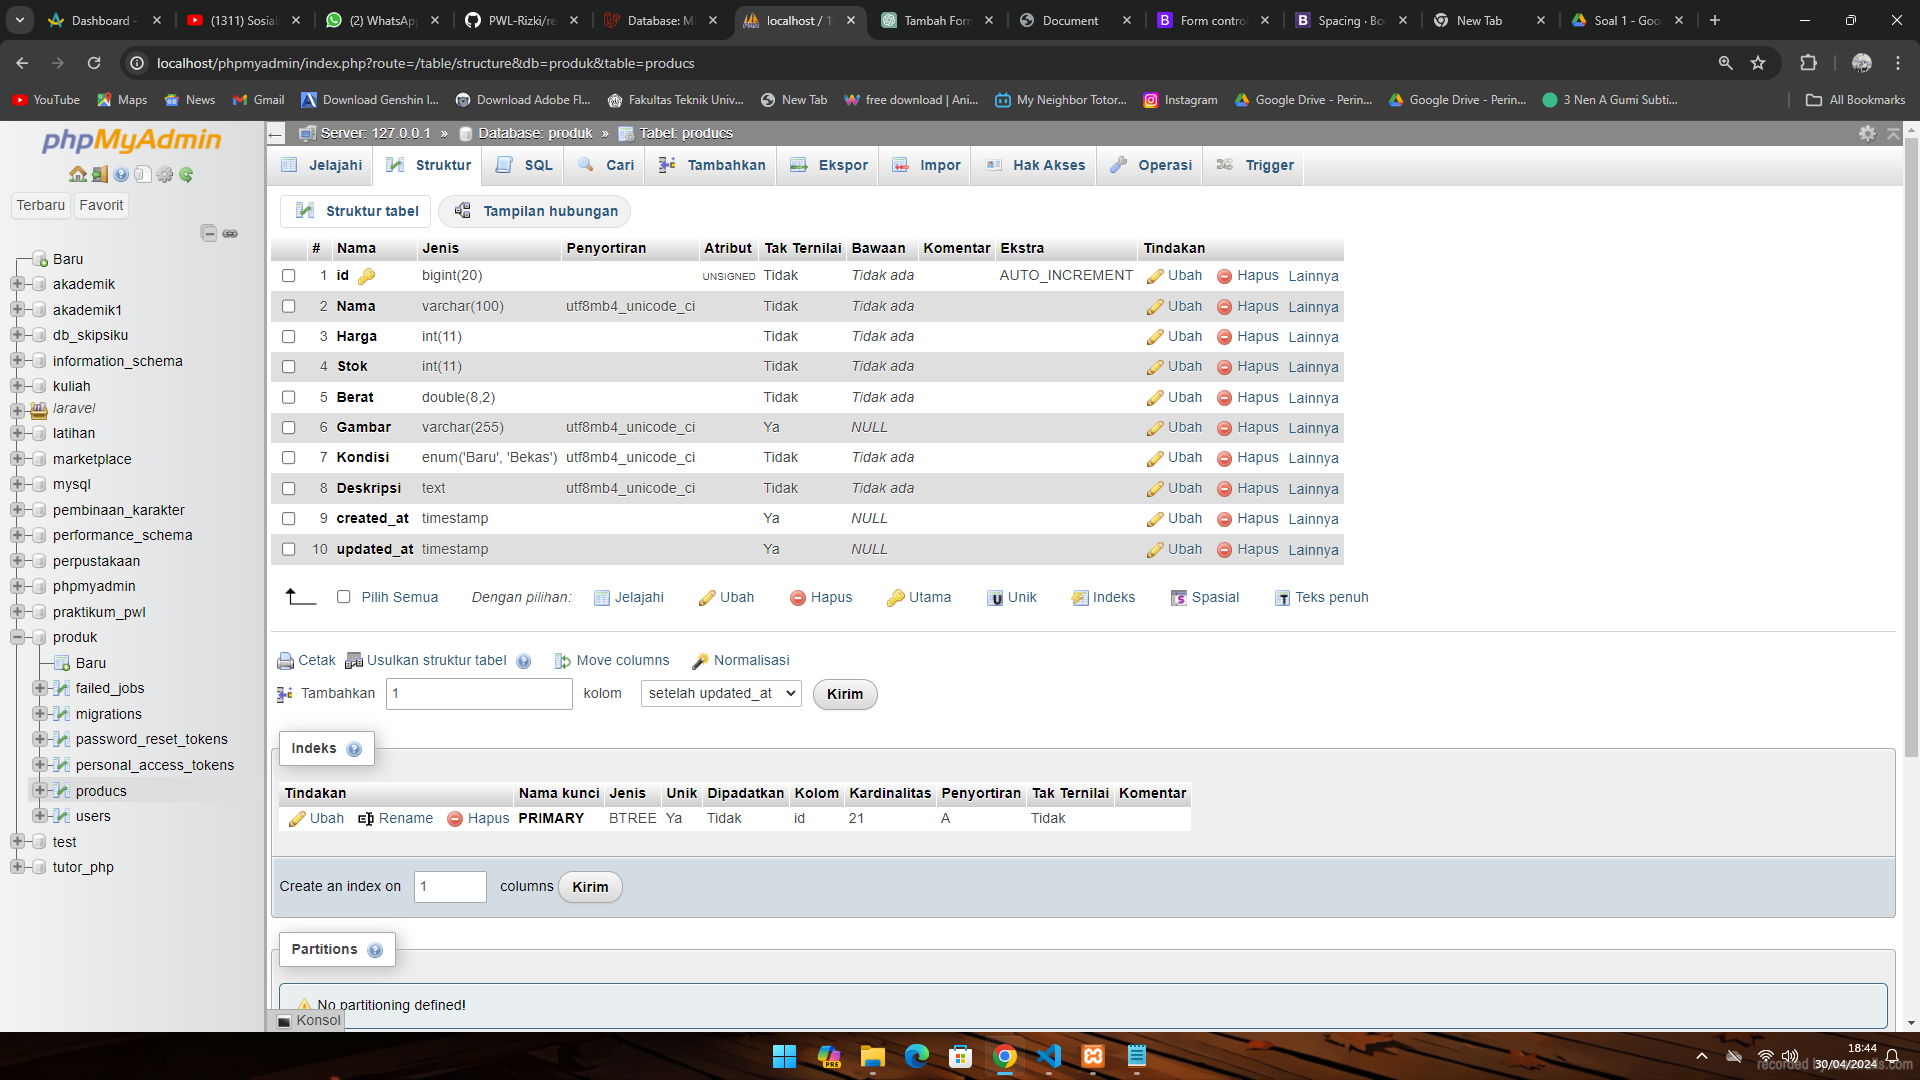 Dashboard -
(1311) Sosial
(2) WhatsAp
PWL-Rizki/re
Database: Mi
localhost / 12
Tambah Form
Document
Form control
Spacing · Bo
New Tab
Soal 1 - Goo
localhost/phpmyadmin/index.php?route=/table/structure&db=produk&table=producs
YouTube
Maps
News
Gmail
Download Genshin I...
Download Adobe Fl...
Fakultas Teknik Univ...
New Tab
free download | Ani...
My Neighbor Totor...
Instagram
Google Drive - Perin...
Google Drive - Perin...
3 Nen A Gumi Subti...
All Bookmarks
phpMyAdmin
Terbaru Favorit
Baru
akademik
akademik1
db_skipsiku
information_schema
kuliah
laravel
latihan
marketplace
mysql
pembinaan_karakter
performance_schema
perpustakaan
phpmyadmin
praktikum_pwl
produk
Baru
failed_jobs
migrations
password_reset_tokens
personal_access_tokens
producs
users
test
tutor_php
Server: 127.0.0.1 » Database: produk » Tabel: producs
Jelajahi Struktur SQL Cari Tambahkan Ekspor Impor Hak Akses Operasi Trigger
Struktur tabel Tampilan hubungan
# Nama Jenis Penyortiran Atribut Tak Ternilai Bawaan Komentar Ekstra Tindakan
1 id bigint(20) UNSIGNED Tidak Tidak ada AUTO_INCREMENT Ubah Hapus Lainnya
2 Nama varchar(100) utf8mb4_unicode_ci Tidak Tidak ada Ubah Hapus Lainnya
3 Harga int(11) Tidak Tidak ada Ubah Hapus Lainnya
4 Stok int(11) Tidak Tidak ada Ubah Hapus Lainnya
5 Berat double(8,2) Tidak Tidak ada Ubah Hapus Lainnya
6 Gambar varchar(255) utf8mb4_unicode_ci Ya NULL Ubah Hapus Lainnya
7 Kondisi enum('Baru', 'Bekas') utf8mb4_unicode_ci Tidak Tidak ada Ubah Hapus Lainnya
8 Deskripsi text utf8mb4_unicode_ci Tidak Tidak ada Ubah Hapus Lainnya
9 created_at timestamp Ya NULL Ubah Hapus Lainnya
10 updated_at timestamp Ya NULL Ubah Hapus Lainnya
Pilih Semua Dengan pilihan: Jelajahi Ubah Hapus Utama Unik Indeks Spasial Teks penuh
Cetak Usulkan struktur tabel Move columns Normalisasi
Tambahkan 1 kolom setelah updated_at Kirim
Indeks
Tindakan Nama kunci Jenis Unik Dipadatkan Kolom Kardinalitas Penyortiran Tak Ternilai Komentar
Ubah Rename Hapus PRIMARY BTREE Ya Tidak id 21 A Tidak
Create an index on 1 columns Kirim
Partitions
No partitioning defined!
Konsol
18:44
30/04/2024